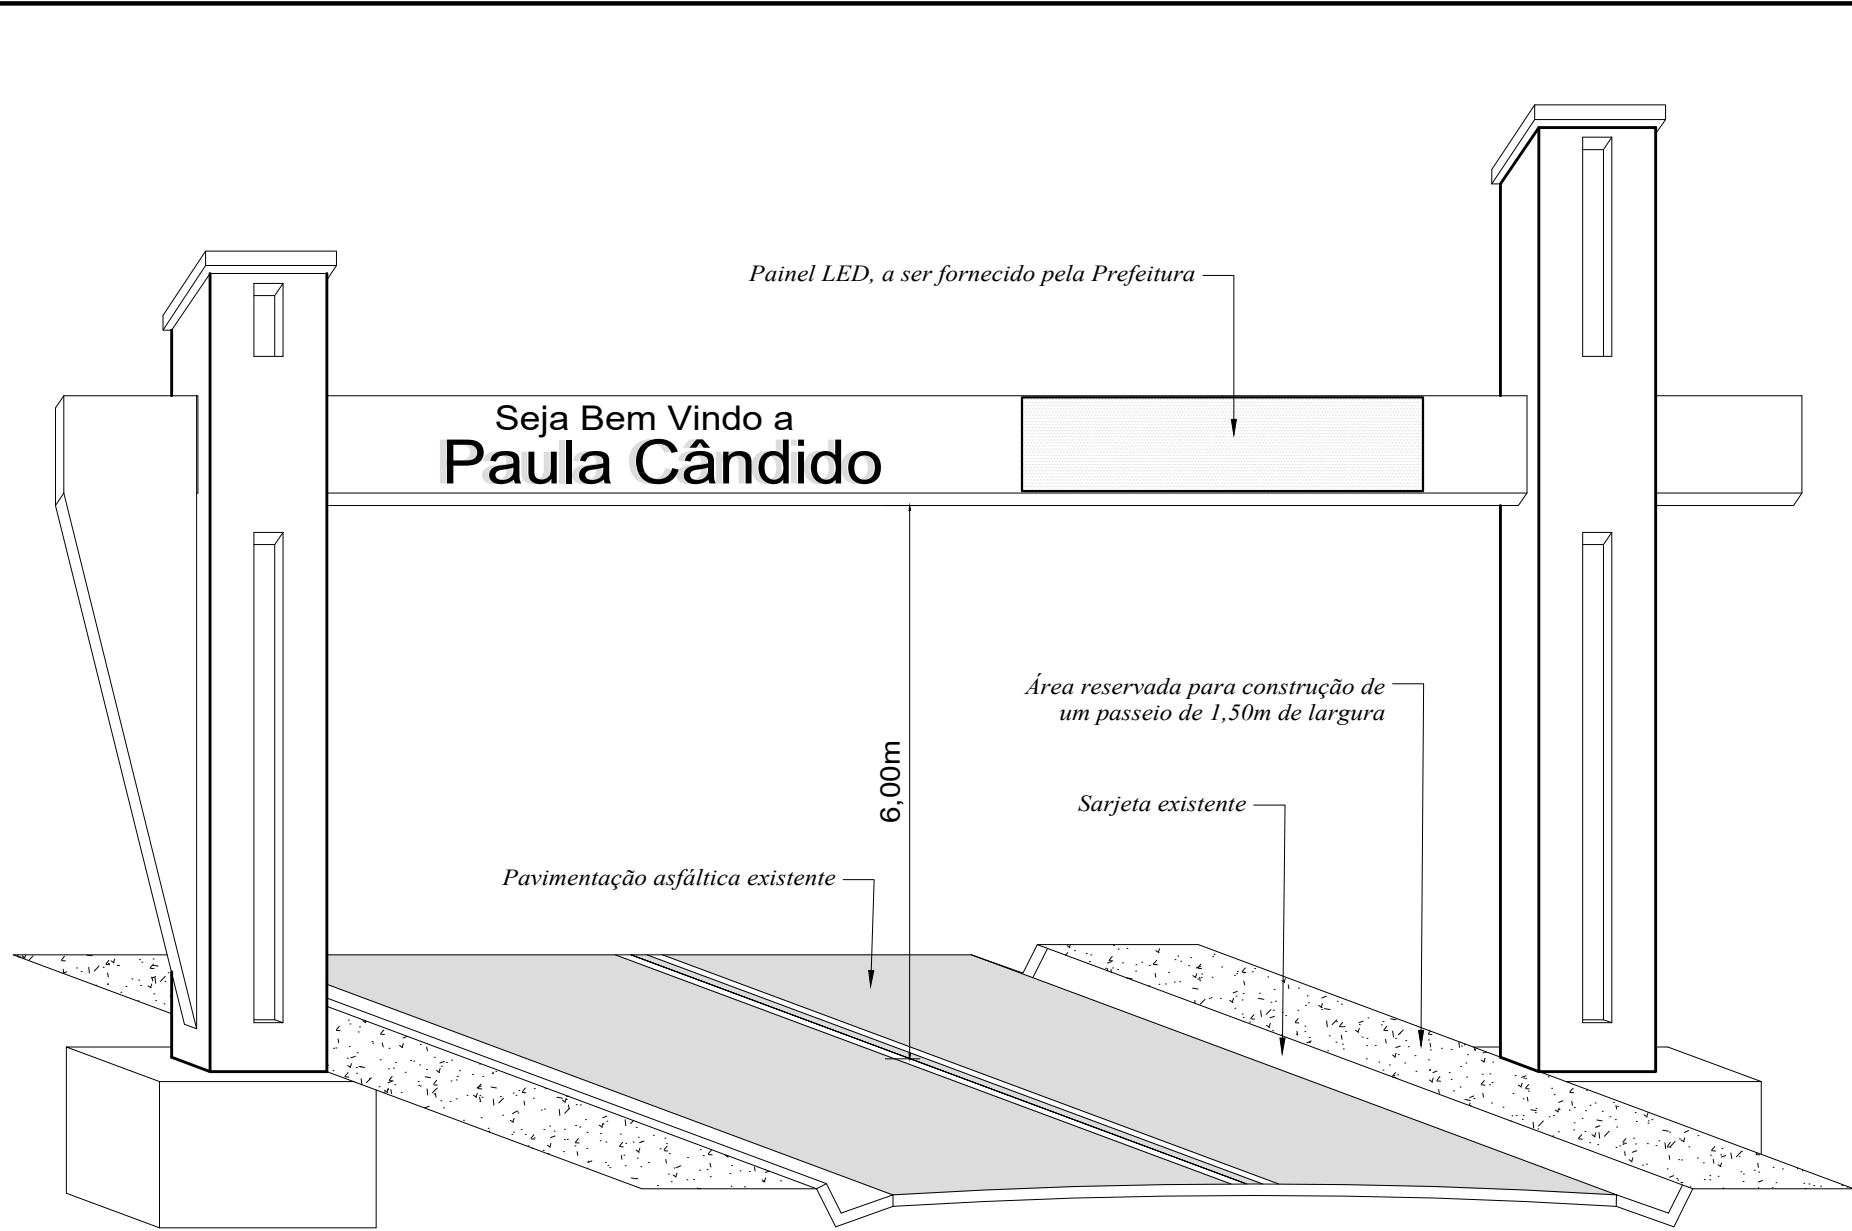 Painel LED, a ser fornecido pela Prefeitura
Seja Bem Vindo a
Paula Cândido
Área reservada para construção de
um passeio de 1,50m de largura
6,00m
Sarjeta existente
Pavimentação asfáltica existente